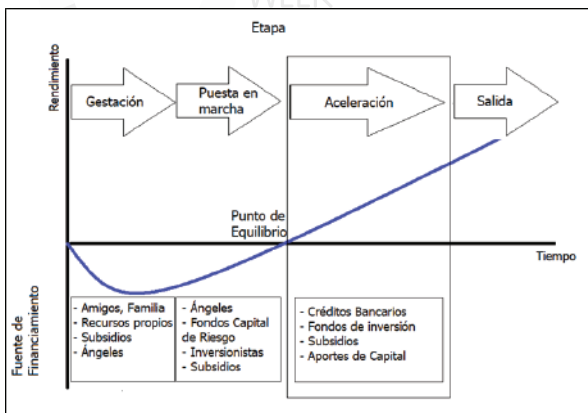 WEEK
Etapa
Rendimiento
Gestación
Puesta en
marcha
Aceleración
Salida
Punto de
Equilibrio
Tiempo
Fuente de
Financiamiento
- Amigos, Familia
- Recursos propios
- Subsidios
- Ángeles
- Ángeles
- Fondos Capital
de Riesgo
- Inversionistas
- Subsidios
- Créditos Bancarios
- Fondos de inversión
- Subsidios
- Aportes de Capital